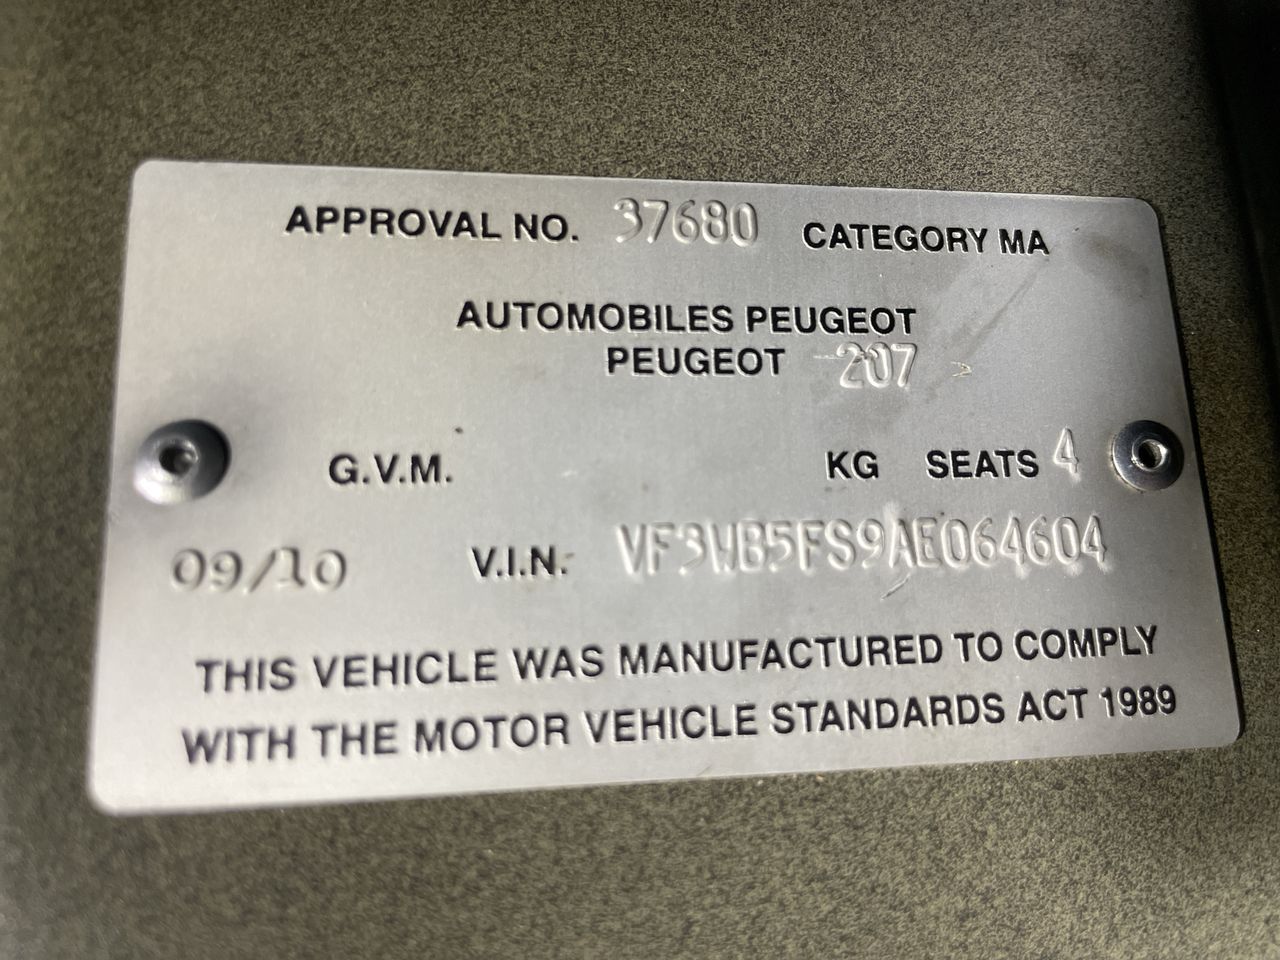 APPROVAL NO. 37680 CATEGORY MA
AUTOMOBILES PEUGEOT
PEUGEOT 207
G.V.M. KG SEATS 4
09/10 V.I.N. VF3WB5FS9AE064604
THIS VEHICLE WAS MANUFACTURED TO COMPLY
WITH THE MOTOR VEHICLE STANDARDS ACT 1989